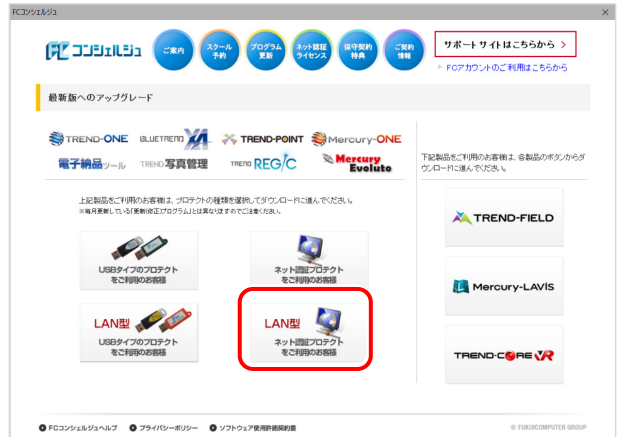 FCコンシェルジュ
FC コンシェルジュ
ご案内
スクール
予約
プログラム
更新
ネット認証
ライセンス
保守契約
特典
ご契約
情報
サポートサイトはこちらから >
FCアカウントのご利用はこちらから
最新版へのアップグレード
TREND-ONE BLUETREND XA TREND-POINT Mercury-ONE
電子納品ツール TREND写真管理 TREND REG/C Mercury Evoluto
下記製品をご利用のお客様は、各製品のボタンからダ
ウンロードに進んでください。
上記製品をご利用のお客様は、プロテクトの種類を選択してダウンロードに進んでください。
※毎月更新している「更新(修正)プログラム」とは異なりますのでご注意ください。
USBタイプのプロテクト
をご利用のお客様
ネット認証プロテクト
をご利用のお客様
LAN型
USBタイプのプロテクト
をご利用のお客様
LAN型
ネット認証プロテクト
をご利用のお客様
TREND-FIELD
Mercury-LAVIS
TREND-CORE VR
FCコンシェルジュヘルプ プライバシーポリシー ソフトウェア使用許諾契約書
© FUKUICOMPUTER GROUP